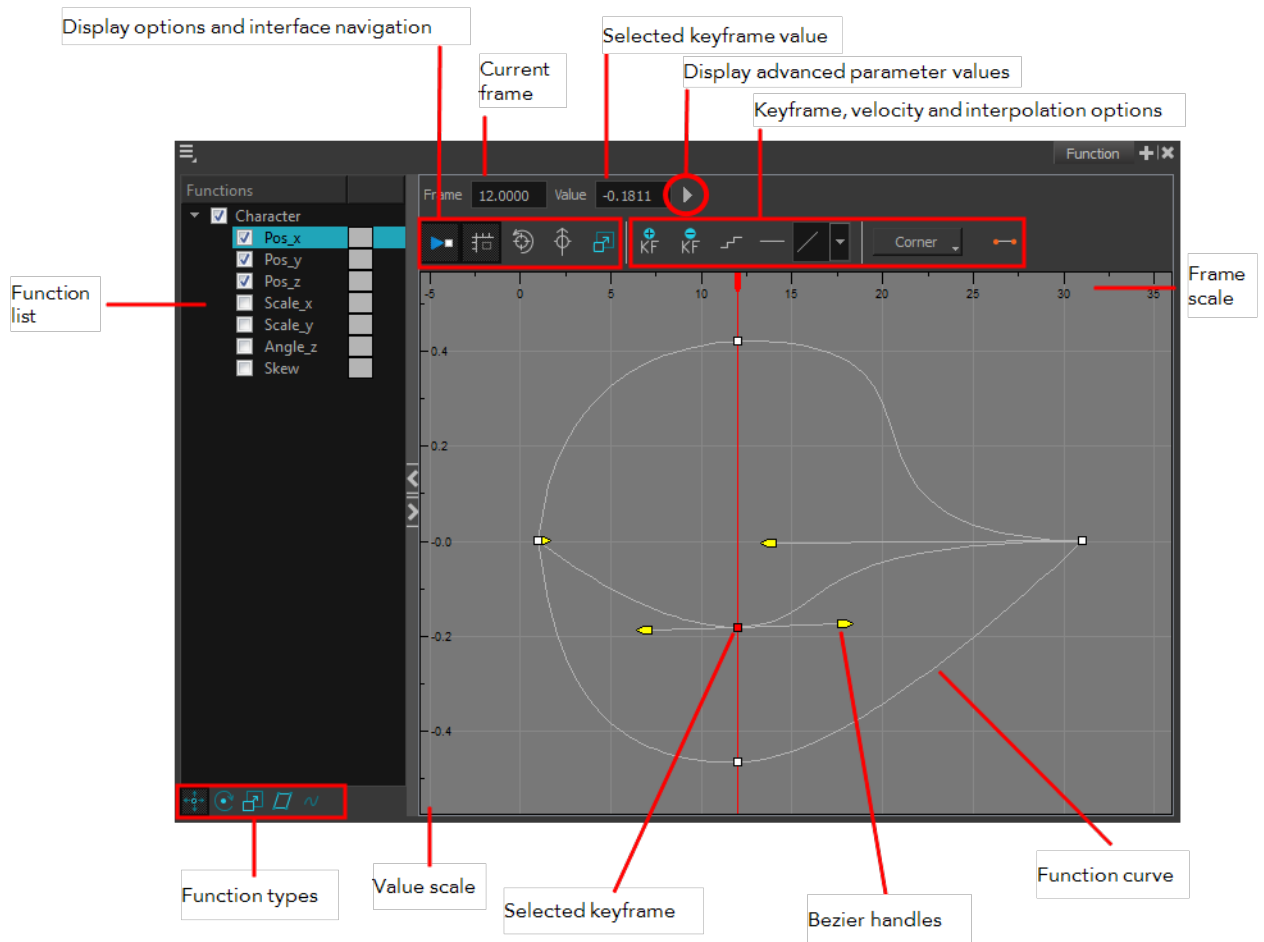 Display options and interface navigation
Selected keyframe value
Current
frame
Display advanced parameter values
Keyframe, velocity and interpolation options
Function
Functions
Frame 12.0000 Value -0.1811
Character
Pos_x
Pos_y
Pos_z
Scale_x
Scale_y
Angle_z
Skew
KF KF Corner
Function
list
Frame
scale
-5 0 5 10 15 20 25 30 35
0.4
0.2
-0.0
-0.2
-0.4
Function types
Value scale
Selected keyframe
Bezier handles
Function curve